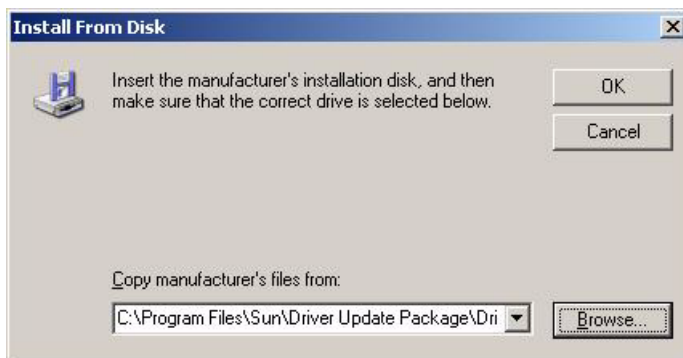 Install From Disk
Insert the manufacturer's installation disk, and then
make sure that the correct drive is selected below.
OK
Cancel
Copy manufacturer's files from:
C:\Program Files\Sun\Driver Update Package\Dri
Browse...